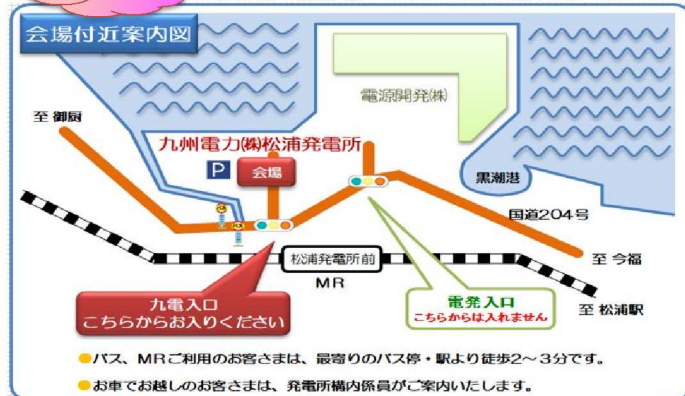 会場付近案内図
電源開発㈱
至 御厨
九州電力㈱松浦発電所
P
会場
黒潮港
国道204号
松浦発電所前
MR
至 今福
至 松浦駅
九電入口
こちらからお入りください
電発入口
こちらからは入れません
●バス、MRご利用のお客さまは、最寄りのバス停・駅より徒歩2～3分です。
●お車でお越しのお客さまは、発電所構内係員がご案内いたします。